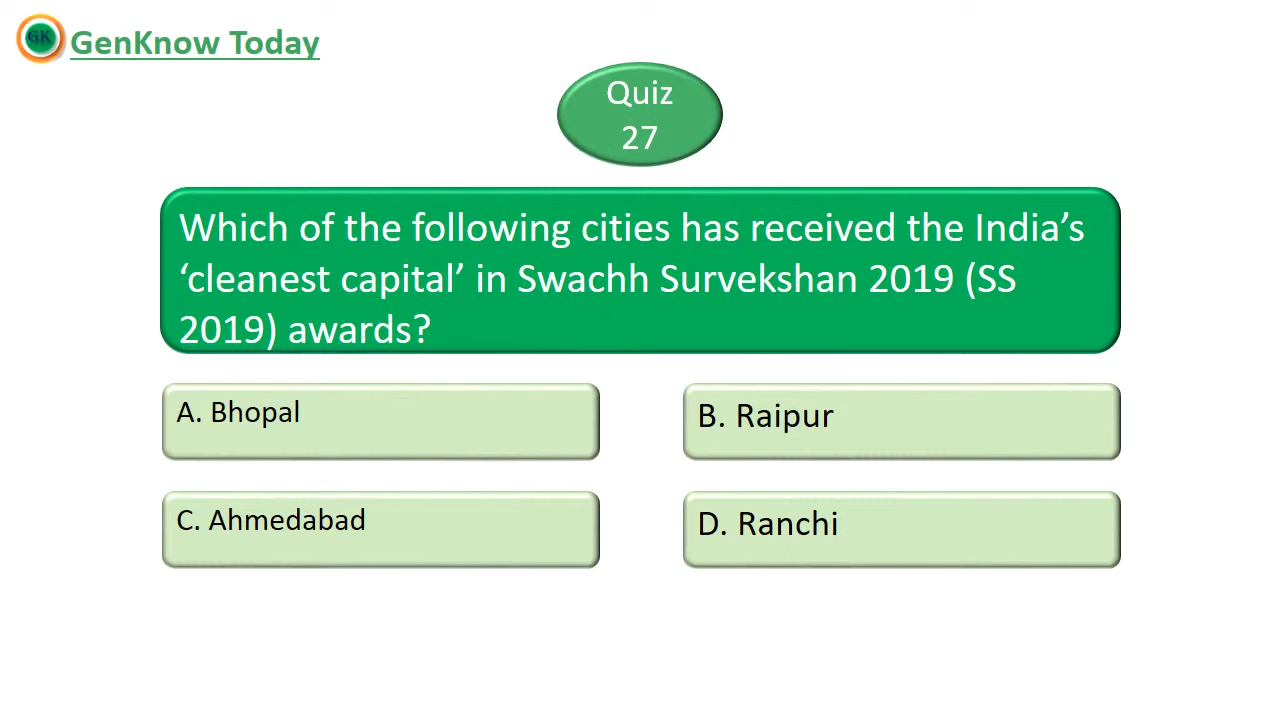 GK
GenKnow Today
Quiz
27
Which of the following cities has received the India’s
‘cleanest capital’ in Swachh Survekshan 2019 (SS
2019) awards?
A. Bhopal
B. Raipur
C. Ahmedabad
D. Ranchi